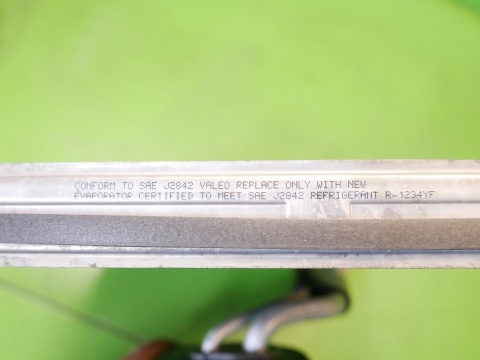 CONFORM TO SAE J2842 VALEO REPLACE ONLY WITH NEW
EVAPORATOR CERTIFIED TO MEET SAE J2842 REFRIGERANT R-1234YF